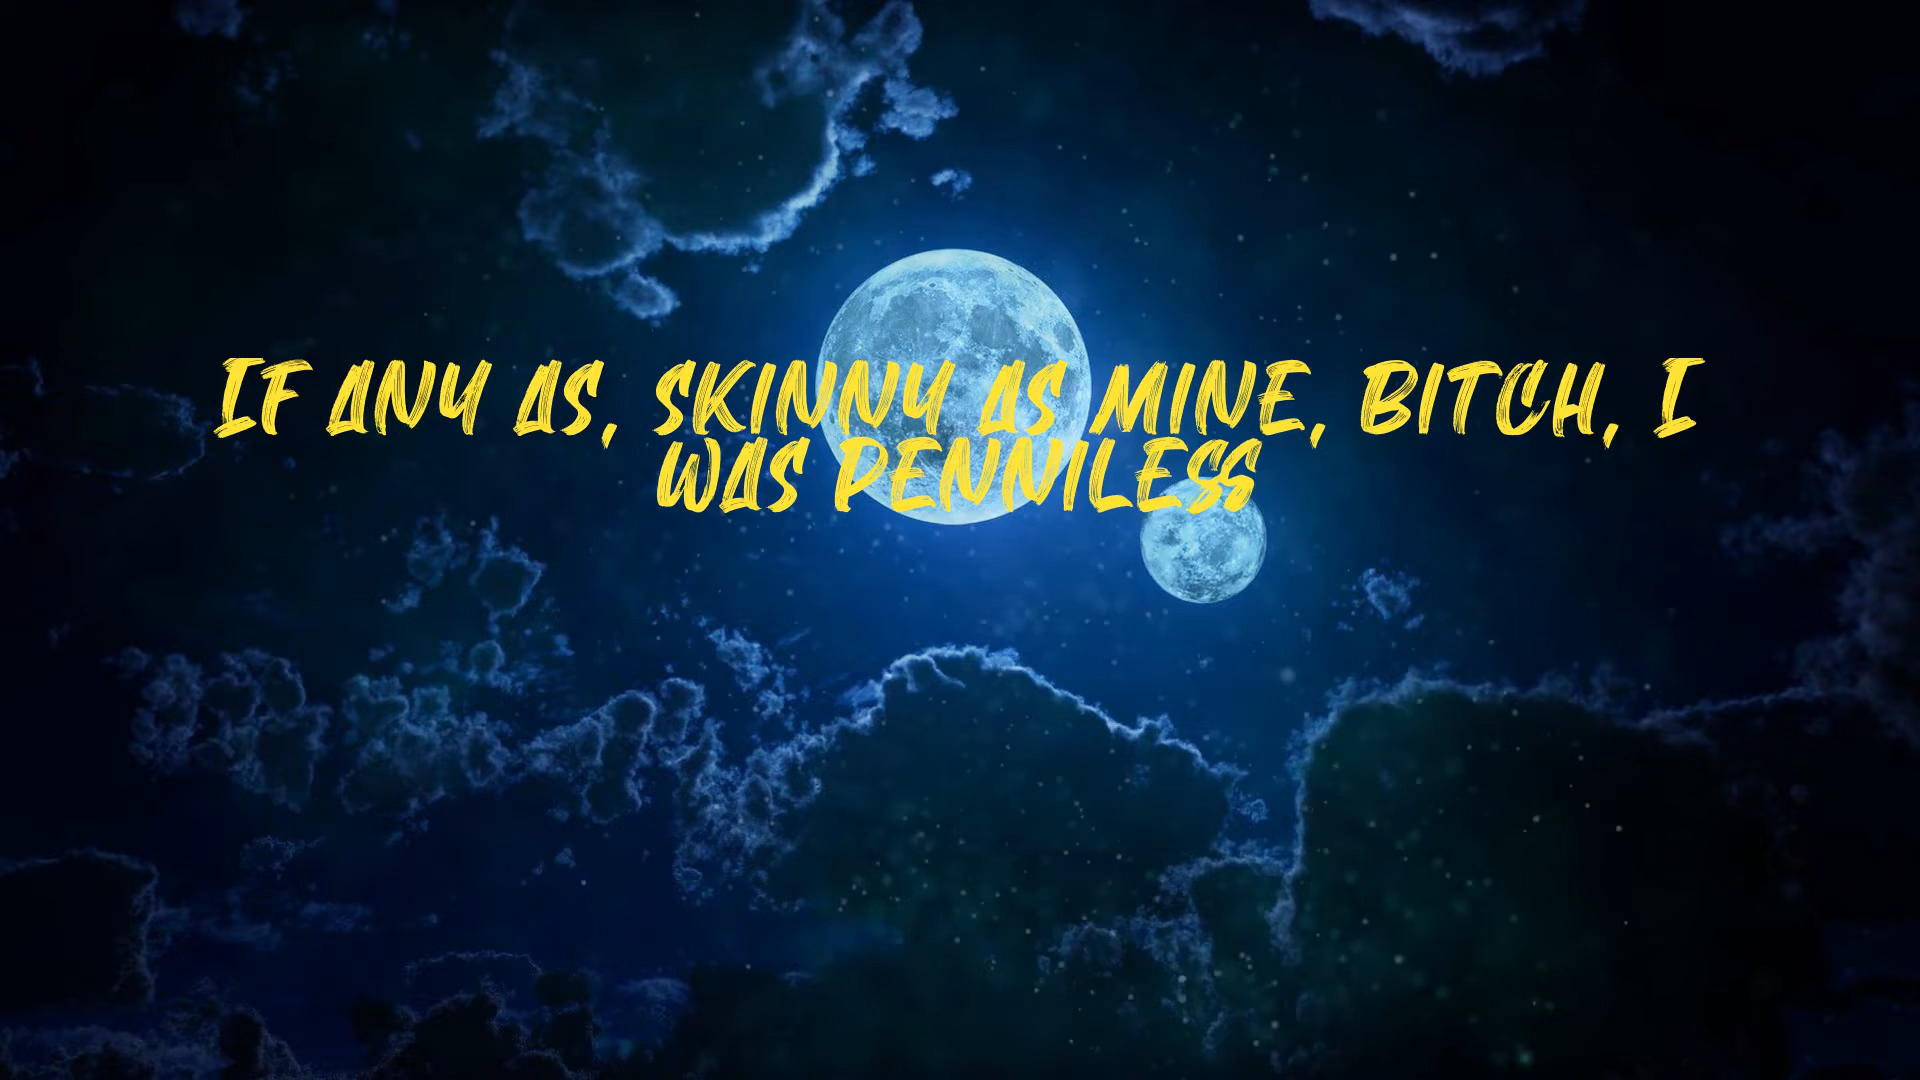 IF ANY AS, SKINNY AS MINE, BITCH, I
WAS PENNILESS